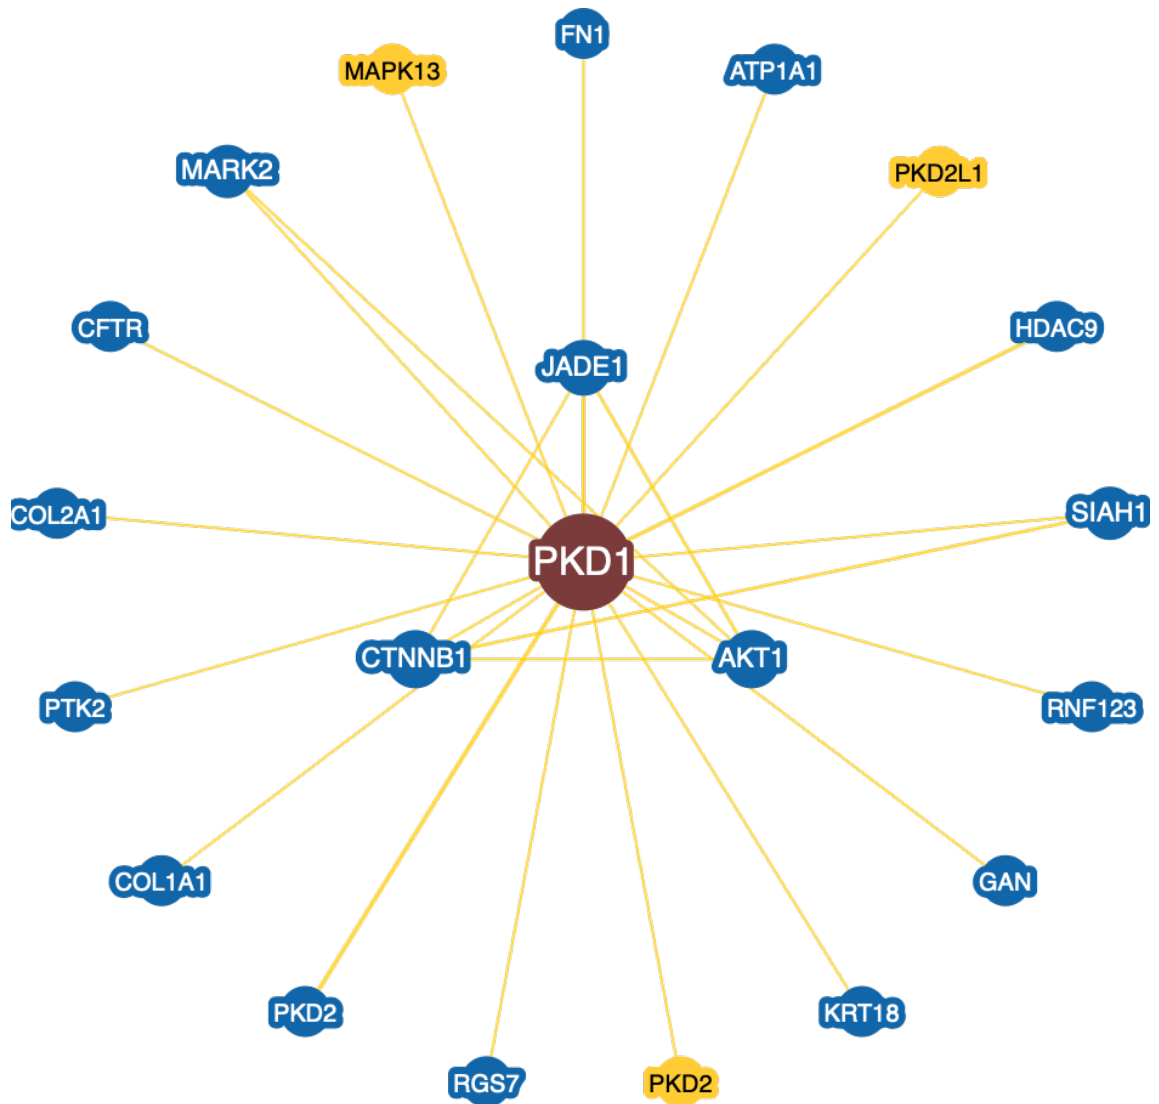 FN1
MAPK13
ATP1A1
MARK2
PKD2L1
CFTR
HDAC9
JADE1
COL2A1
SIAH1
PKD1
CTNNB1
AKT1
PTK2
RNF123
COL1A1
GAN
PKD2
KRT18
RGS7
PKD2